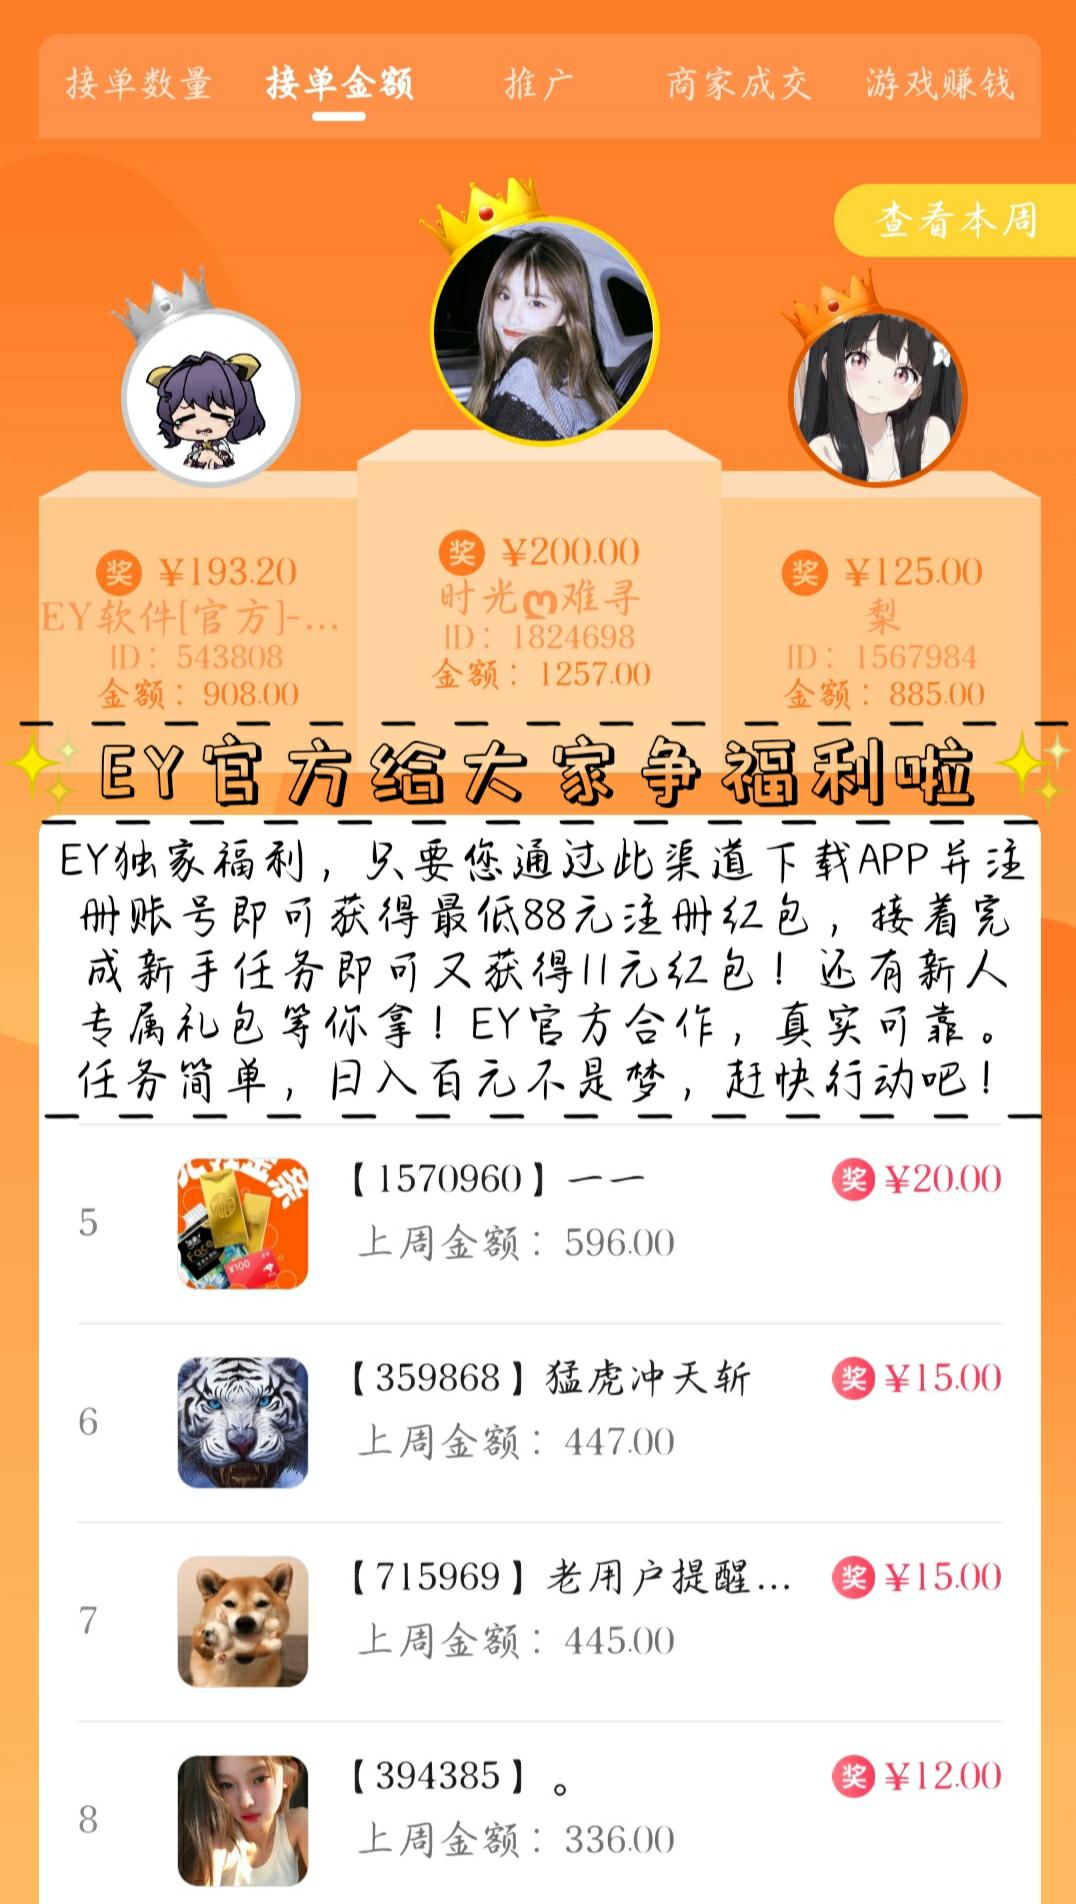 接单数量 接单金额 推广 商家成交 游戏赚钱
查看本周
奖 ¥193.20
EY软件[官方]-...
ID：543808
金额：908.00
奖 ¥200.00
时光ღ难寻
ID：1824698
金额：1257.00
奖 ¥125.00
梨
ID：1567984
金额：885.00
EY官方给大家争福利啦
EY独家福利，只要您通过此渠道下载APP并注
册账号即可获得最低88元注册红包，接着完
成新手任务即可又获得11元红包！还有新人
专属礼包等你拿！EY官方合作，真实可靠。
任务简单，日入百元不是梦，赶快行动吧！
5 【1570960】一一 奖 ¥20.00
上周金额：596.00
¥100
6 【359868】猛虎冲天斩 奖 ¥15.00
上周金额：447.00
7 【715969】老用户提醒... 奖 ¥15.00
上周金额：445.00
8 【394385】。 奖 ¥12.00
上周金额：336.00